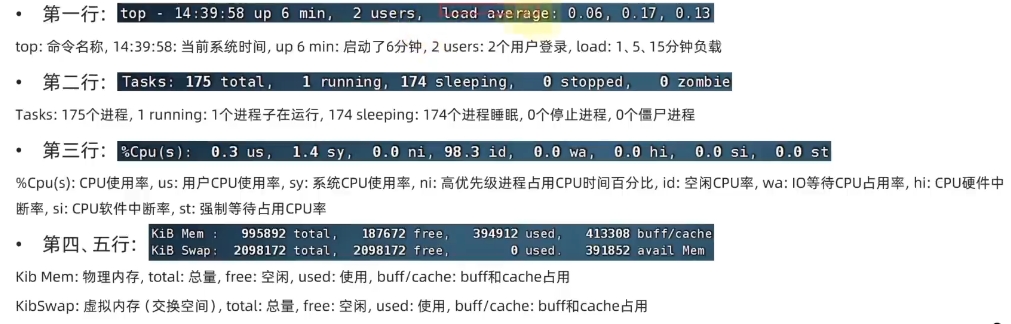 • 第一行: top - 14:39:58 up 6 min,  2 users,  load average: 0.06, 0.17, 0.13
top: 命令名称, 14:39:58: 当前系统时间, up 6 min: 启动了6分钟, 2 users: 2个用户登录, load: 1、5、15分钟负载
• 第二行: Tasks: 175 total,   1 running, 174 sleeping,   0 stopped,   0 zombie
Tasks: 175个进程, 1 running: 1个进程子在运行, 174 sleeping: 174个进程睡眠, 0个停止进程, 0个僵尸进程
• 第三行: %Cpu(s):  0.3 us,  1.4 sy,  0.0 ni, 98.3 id,  0.0 wa,  0.0 hi,  0.0 si,  0.0 st
%Cpu(s): CPU使用率, us: 用户CPU使用率, sy: 系统CPU使用率, ni: 高优先级进程占用CPU时间百分比, id: 空闲CPU率, wa: IO等待CPU占用率, hi: CPU硬件中
断率, si: CPU软件中断率, st: 强制等待占用CPU率
• 第四、五行: KiB Mem :   995892 total,   187672 free,   394912 used,   413308 buff/cache
KiB Swap:  2098172 total,  2098172 free,        0 used.   391852 avail Mem
Kib Mem: 物理内存, total: 总量, free: 空闲, used: 使用, buff/cache: buff和cache占用
KibSwap: 虚拟内存 (交换空间), total: 总量, free: 空闲, used: 使用, buff/cache: buff和cache占用